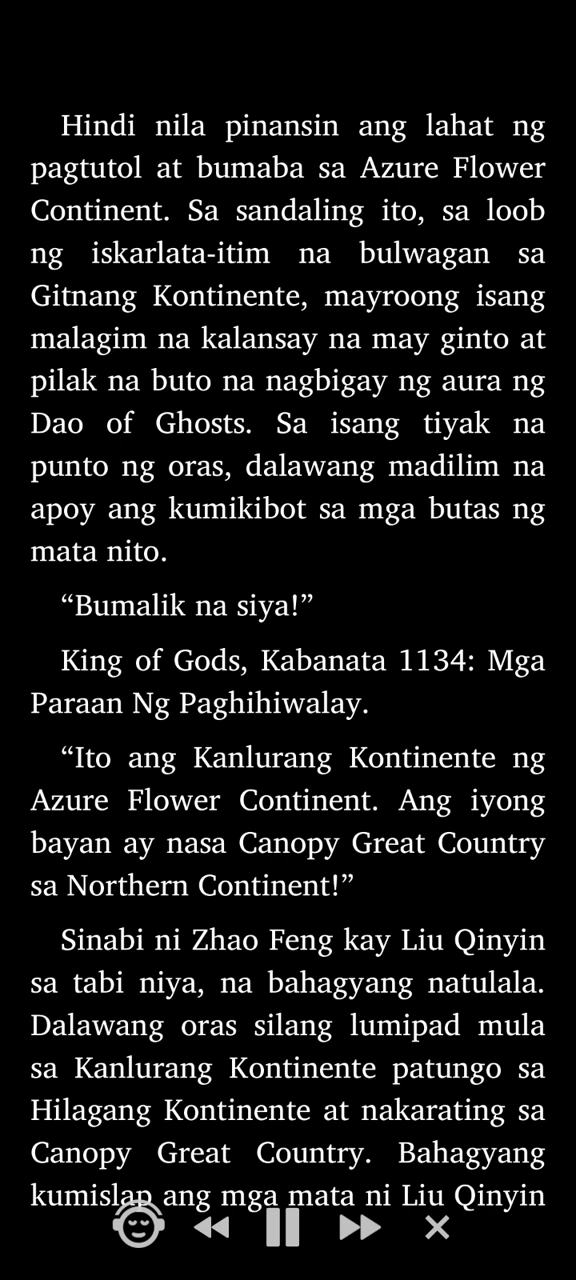 Hindi nila pinansin ang lahat ng
pagtutol at bumaba sa Azure Flower
Continent. Sa sandaling ito, sa loob
ng iskarlata-itim na bulwagan sa
Gitnang Kontinente, mayroong isang
malagim na kalansay na may ginto at
pilak na buto na nagbigay ng aura ng
Dao of Ghosts. Sa isang tiyak na
punto ng oras, dalawang madilim na
apoy ang kumikibot sa mga butas ng
mata nito.
“Bumalik na siya!”
King of Gods, Kabanata 1134: Mga
Paraan Ng Paghihiwalay.
“Ito ang Kanlurang Kontinente ng
Azure Flower Continent. Ang iyong
bayan ay nasa Canopy Great Country
sa Northern Continent!”
Sinabi ni Zhao Feng kay Liu Qinyin
sa tabi niya, na bahagyang natulala.
Dalawang oras silang lumipad mula
sa Kanlurang Kontinente patungo sa
Hilagang Kontinente at nakarating sa
Canopy Great Country. Bahagyang
kumislap ang mga mata ni Liu Qinyin